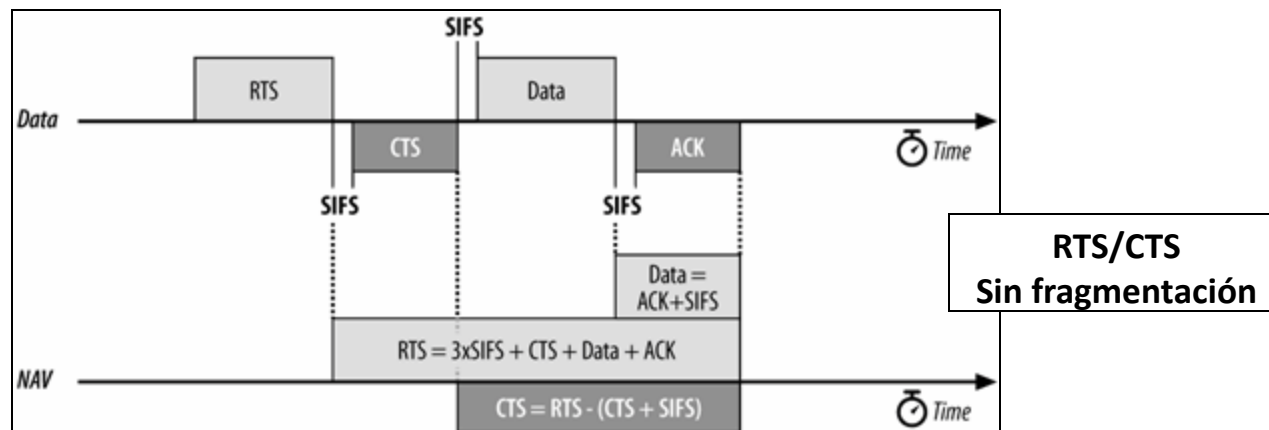 SIFS
RTS
Data
Data
CTS
ACK
Time
SIFS
SIFS
RTS/CTS
Sin fragmentación
Data =
ACK+SIFS
RTS = 3xSIFS + CTS + Data + ACK
NAV
CTS = RTS - (CTS + SIFS)
Time